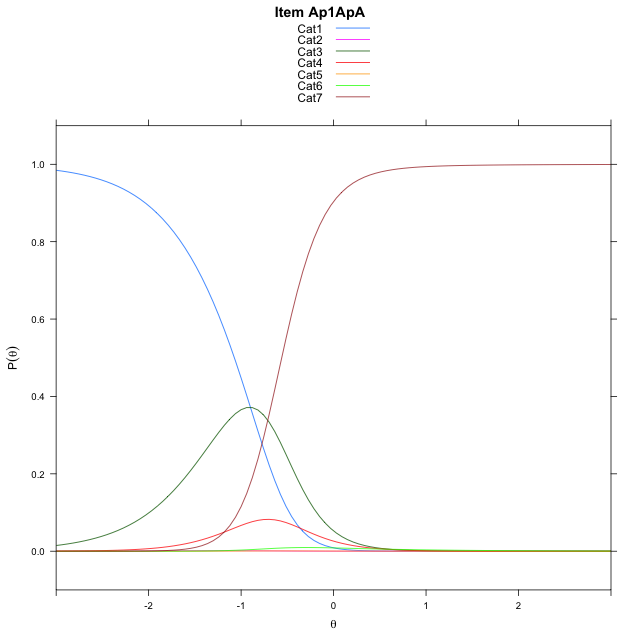 Item Ap1ApA
Cat1
Cat2
Cat3
Cat4
Cat5
Cat6
Cat7
P(θ)
1.0
0.8
0.6
0.4
0.2
0.0
-2 -1 0 1 2
θ